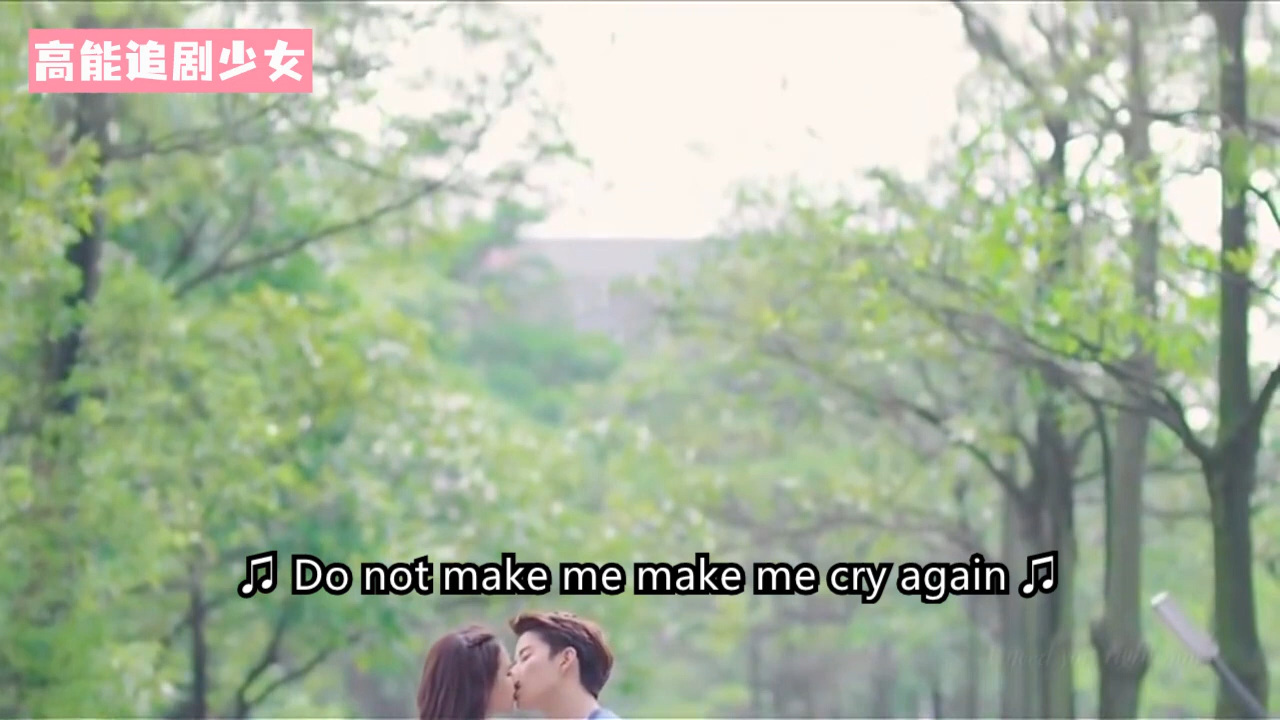 高能追剧少女
♫ Do not make me make me cry again ♫